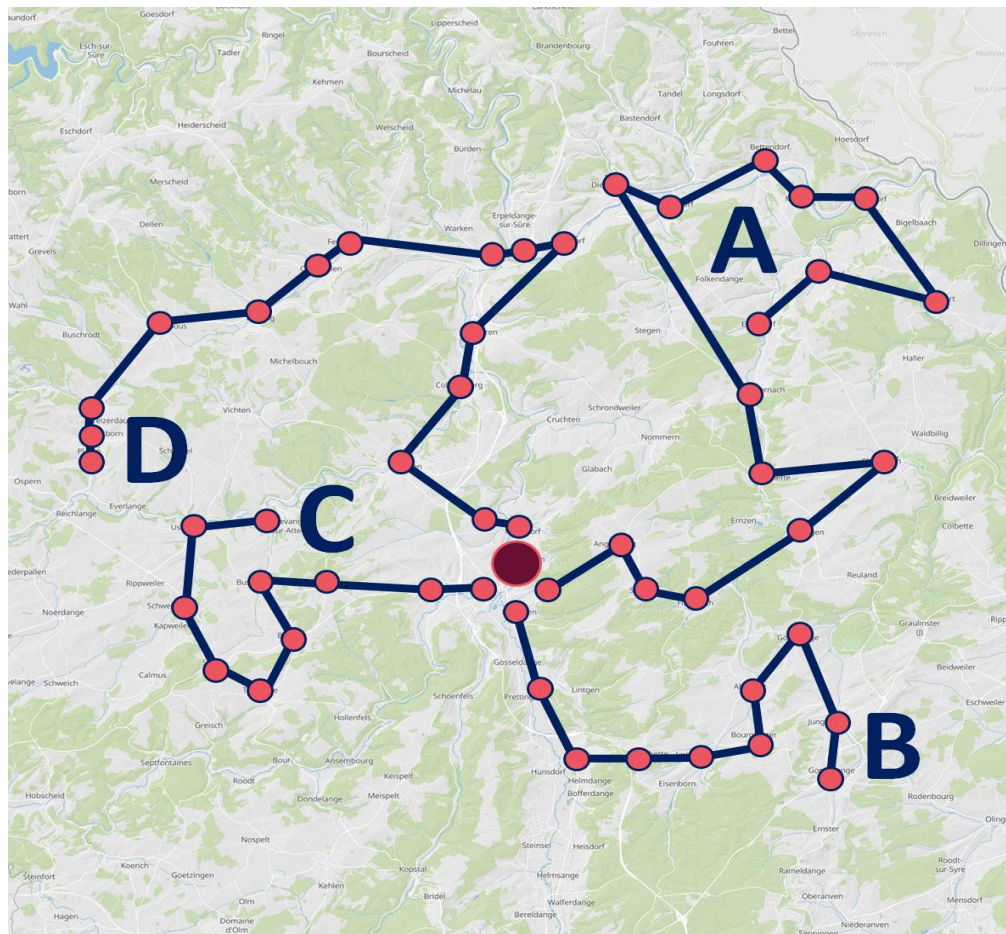 Goesdorf
Ringel
Lipperscheid
Bettel
Esch-sur-
Sûre
Tadler
Bourscheid
Brandenbourg
Fouhren
Niedersgegen
Kehmen
Michelau
Tandel
Longsdorf
Bastendorf
Eschdorf
Heiderscheid
Welscheid
Bürden
Bettendorf
Hoesdorf
Merscheid
Bigelbaach
Dellen
Erpeldange-
sur-Sûre
Warken
Grevels
Dillingen
A
Folkendange
Wahl
Buschrodt
Stegen
Michelbouch
Haller
Vichten
Schrondweiler
Cruchten
Nommern
Waldbillig
D
Glabach
Ospern
Reichlange
Everlange
C
Ernzen
Breidweiler
Colbette
Rippweiler
Noerdange
Reuland
Kapweiler
Graulinster
(J)
Gosseldange
Calmus
Schweich
Schoenfels
Lintgen
Beidweiler
Eschweiler
Greisch
Hollenfels
B
Septfontaines
Bour
Ansembourg
Hunsdorf
Helmdange
Bofferdange
Eisenborn
Roodt
Keispelt
Meispelt
Hobscheid
Dondelange
Rodenbourg
Ernster
Nospelt
Steinsel
Heisdorf
Steinfort
Koerich
Goetzingen
Kopstal
Helmsange
Rameldange
Roodt-
sur-Syre
Kehlen
Olm
Bridel
Walferdange
Oberanven
Mensdorf
Hagen
Domaine
d'Olm
Bereldange
Niederanven